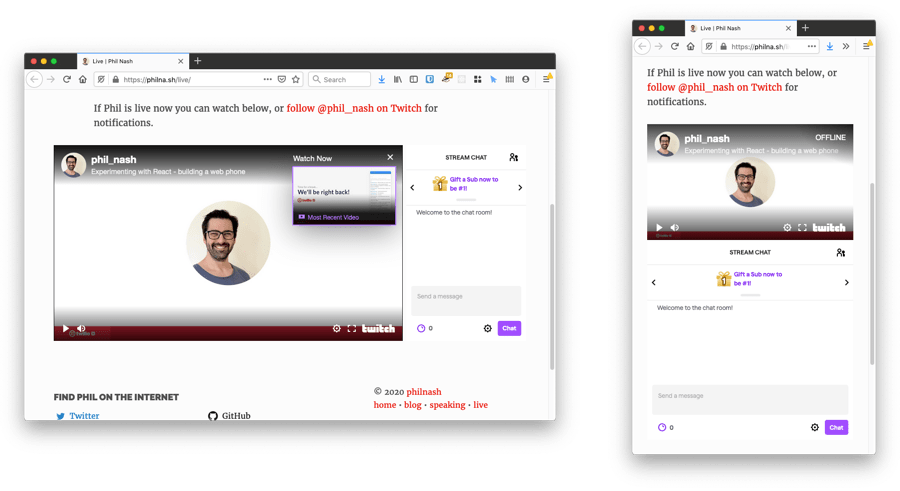 Live | Phil Nash
https://philna.sh/live/
Search
If Phil is live now you can watch below, or follow @phil_nash on Twitch for
notifications.
phil_nash
Experimenting with React - building a web phone
Watch Now
We'll be right back!
Most Recent Video
twitch
STREAM CHAT
Gift a Sub now to
be #1!
1
Welcome to the chat room!
Send a message
0
Chat
FIND PHIL ON THE INTERNET
Twitter
GitHub
© 2020 philnash
home • blog • speaking • live
Live | Phil Nash
https://philna.sh/
If Phil is live now you can watch below, or
follow @phil_nash on Twitch for
notifications.
phil_nash
OFFLINE
Experimenting with React - building a web phone
twitch
STREAM CHAT
Gift a Sub now to
be #1!
1
Welcome to the chat room!
Send a message
0
Chat